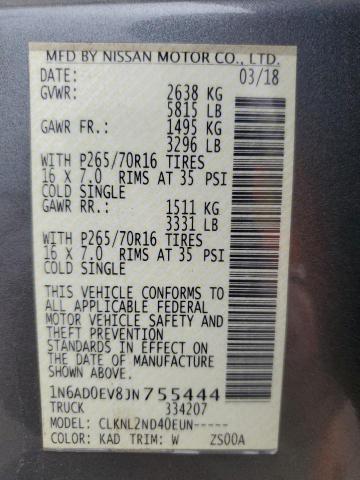 MFD BY NISSAN MOTOR CO., LTD.
DATE: 03/18
GVWR: 2638 KG
5815 LB
GAWR FR.: 1495 KG
3296 LB
WITH P265/70R16 TIRES
16 X 7.0 RIMS AT 35 PSI
COLD SINGLE
GAWR RR.: 1511 KG
3331 LB
WITH P265/70R16 TIRES
16 X 7.0 RIMS AT 35 PSI
COLD SINGLE
THIS VEHICLE CONFORMS TO
ALL APPLICABLE FEDERAL
MOTOR VEHICLE SAFETY AND
THEFT PREVENTION
STANDARDS IN EFFECT ON
THE DATE OF MANUFACTURE
SHOWN ABOVE.
1N6AD0EV8JN755444
TRUCK 334207
MODEL: CLKNL2ND40EUN-----
COLOR: KAD TRIM: W ZS00A